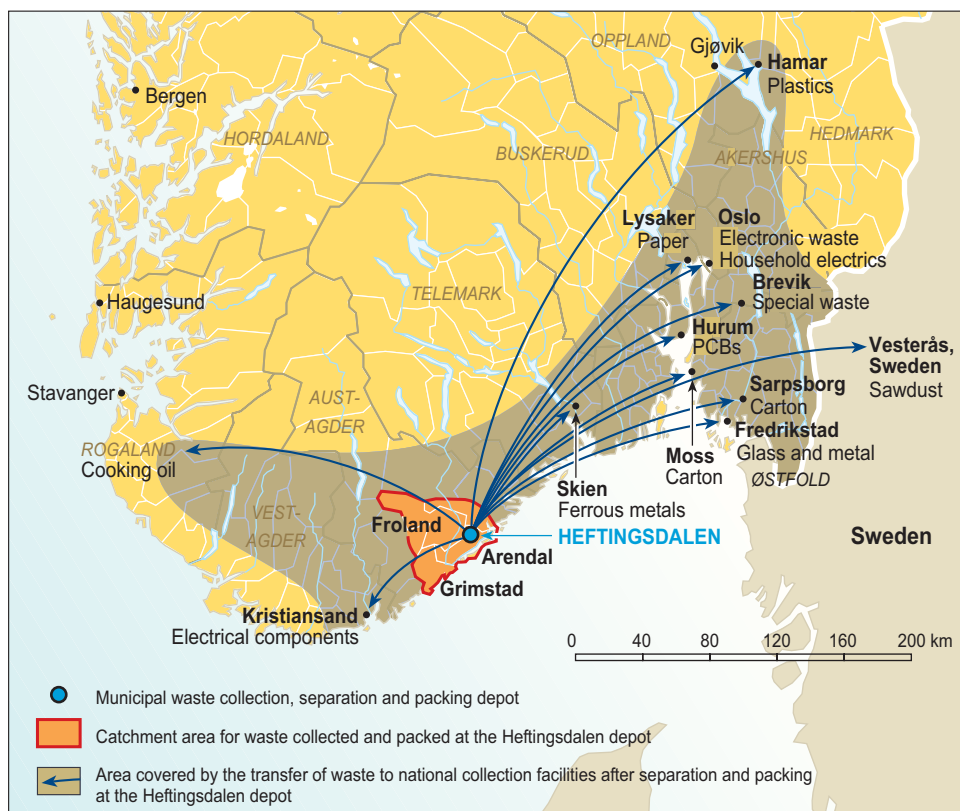 OPPLAND
Gjøvik
Hamar
Plastics
Bergen
HORDALAND
BUSKERUD
AKERSHUS
HEDMARK
Lysaker
Paper
Oslo
Electronic waste
Household electrics
Brevik
Special waste
Haugesund
TELEMARK
Hurum
PCBs
Vesterås,
Sweden
Sawdust
Stavanger
AUST-
AGDER
Sarpsborg
Carton
Fredrikstad
Glass and metal
ØSTFOLD
Moss
Carton
ROGALAND
Cooking oil
Skien
Ferrous metals
VEST-
AGDER
Froland
HEFTINGSDALEN
Arendal
Grimstad
Sweden
Kristiansand
Electrical components
0 40 80 120 160 200 km
Municipal waste collection, separation and packing depot
Catchment area for waste collected and packed at the Heftingsdalen depot
Area covered by the transfer of waste to national collection facilities after separation and packing
at the Heftingsdalen depot